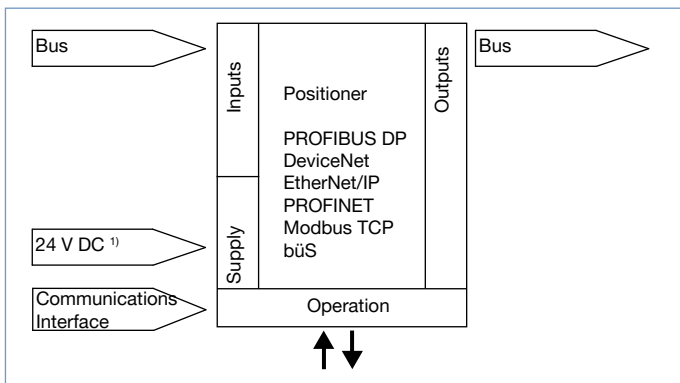 Bus
Inputs
Positioner
PROFIBUS DP
DeviceNet
EtherNet/IP
PROFINET
Modbus TCP
büS
Outputs
Bus
24 V DC 1)
Supply
Communications
Interface
Operation